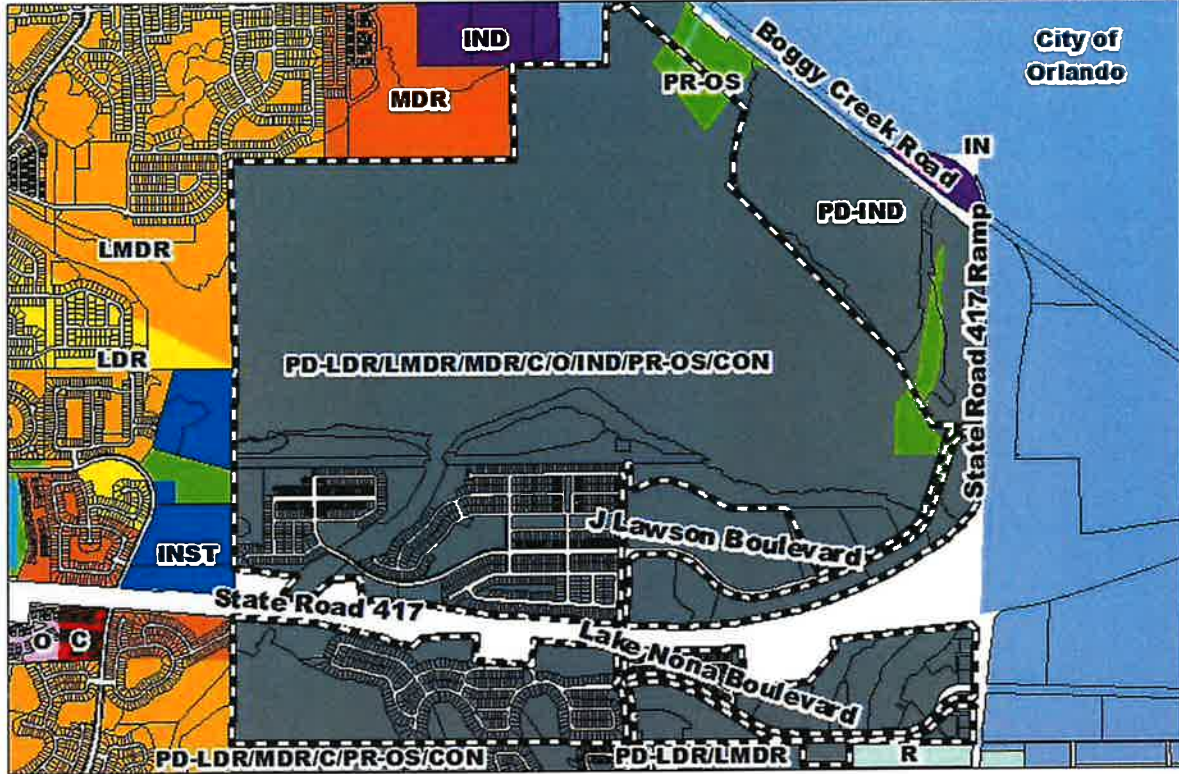 IND
City of
Orlando
Boggy Creek Road
PR-OS
MDR
IN
PD-IND
LMDR
State Road 417 Ramp
LDR
PD-LDR/LMDR/MDR/C/O/IND/PR-OS/CON
J Lawson Boulevard
INST
State Road 417
O
C
Lake Nona Boulevard
PD-LDR/MDR/C/PR-OS/CON
PD-LDR/LMDR
R